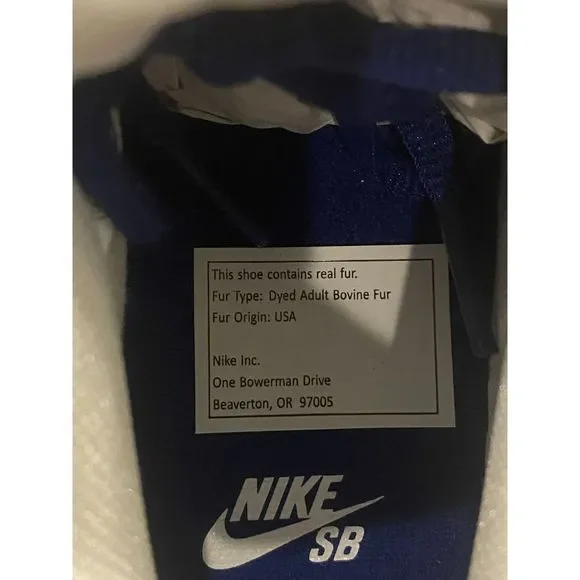 This shoe contains real fur.
Fur Type: Dyed Adult Bovine Fur
Fur Origin: USA
Nike Inc.
One Bowerman Drive
Beaverton, OR 97005
NIKE
SB